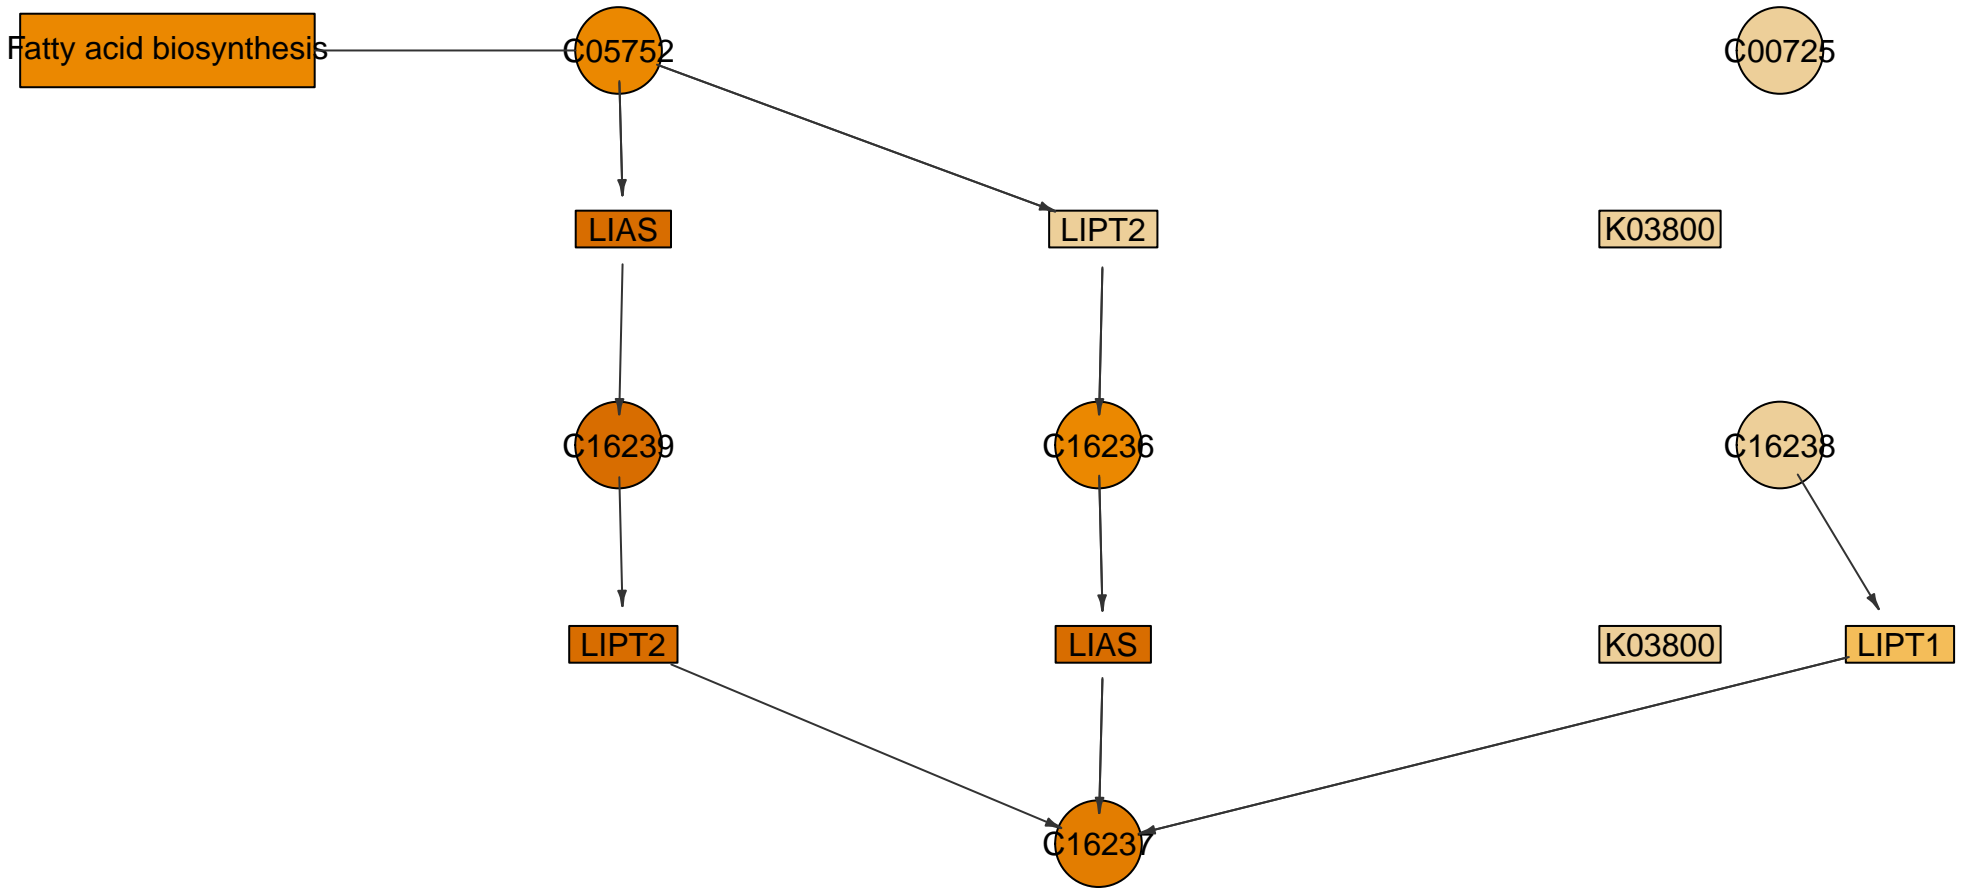 Fatty acid biosynthesis
C05752
C00725
LIAS
LIPT2
K03800
C16239
C16236
C16238
LIPT2
LIAS
K03800
LIPT1
C16237